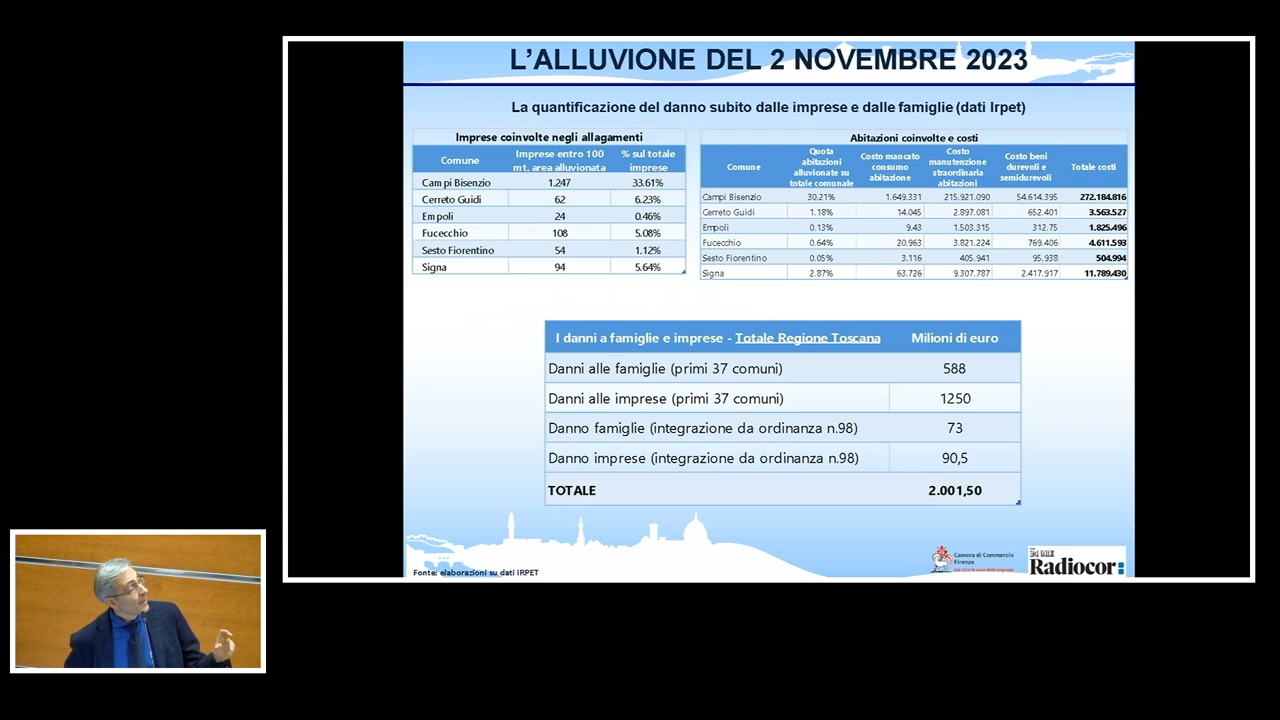 L'ALLUVIONE DEL 2 NOVEMBRE 2023
La quantificazione del danno subito dalle imprese e dalle famiglie (dati Irpet)
Imprese coinvolte negli allagamenti
Comune Imprese entro 100 mt. area alluvionata % sul totale imprese
Campi Bisenzio 1.247 33.61%
Cerreto Guidi 62 6.23%
Empoli 24 0.46%
Fucecchio 108 5.08%
Sesto Fiorentino 54 1.12%
Signa 94 5.64%
Abitazioni coinvolte e costi
Comune Quota abitazioni alluvionate su totale comunale Costo mancato consumo abitazione Costo manutenzione straordinaria abitazioni Costo beni durevoli e semidurevoli Totale costi
Campi Bisenzio 30.21% 1.649.331 215.921.090 54.614.395 272.184.816
Cerreto Guidi 1.18% 14.045 2.897.081 652.401 3.563.527
Empoli 0.13% 9.43 1.503.315 312.75 1.825.496
Fucecchio 0.64% 20.963 3.821.224 769.406 4.611.593
Sesto Fiorentino 0.05% 3.116 405.941 95.938 504.994
Signa 2.87% 63.726 9.307.787 2.417.917 11.789.430
I danni a famiglie e imprese - Totale Regione Toscana Milioni di euro
Danni alle famiglie (primi 37 comuni) 588
Danni alle imprese (primi 37 comuni) 1250
Danno famiglie (integrazione da ordinanza n.98) 73
Danno imprese (integrazione da ordinanza n.98) 90,5
TOTALE 2.001,50
Fonte: elaborazioni su dati IRPET
Camera di Commercio
Firenze
24 ORE
Radiocor